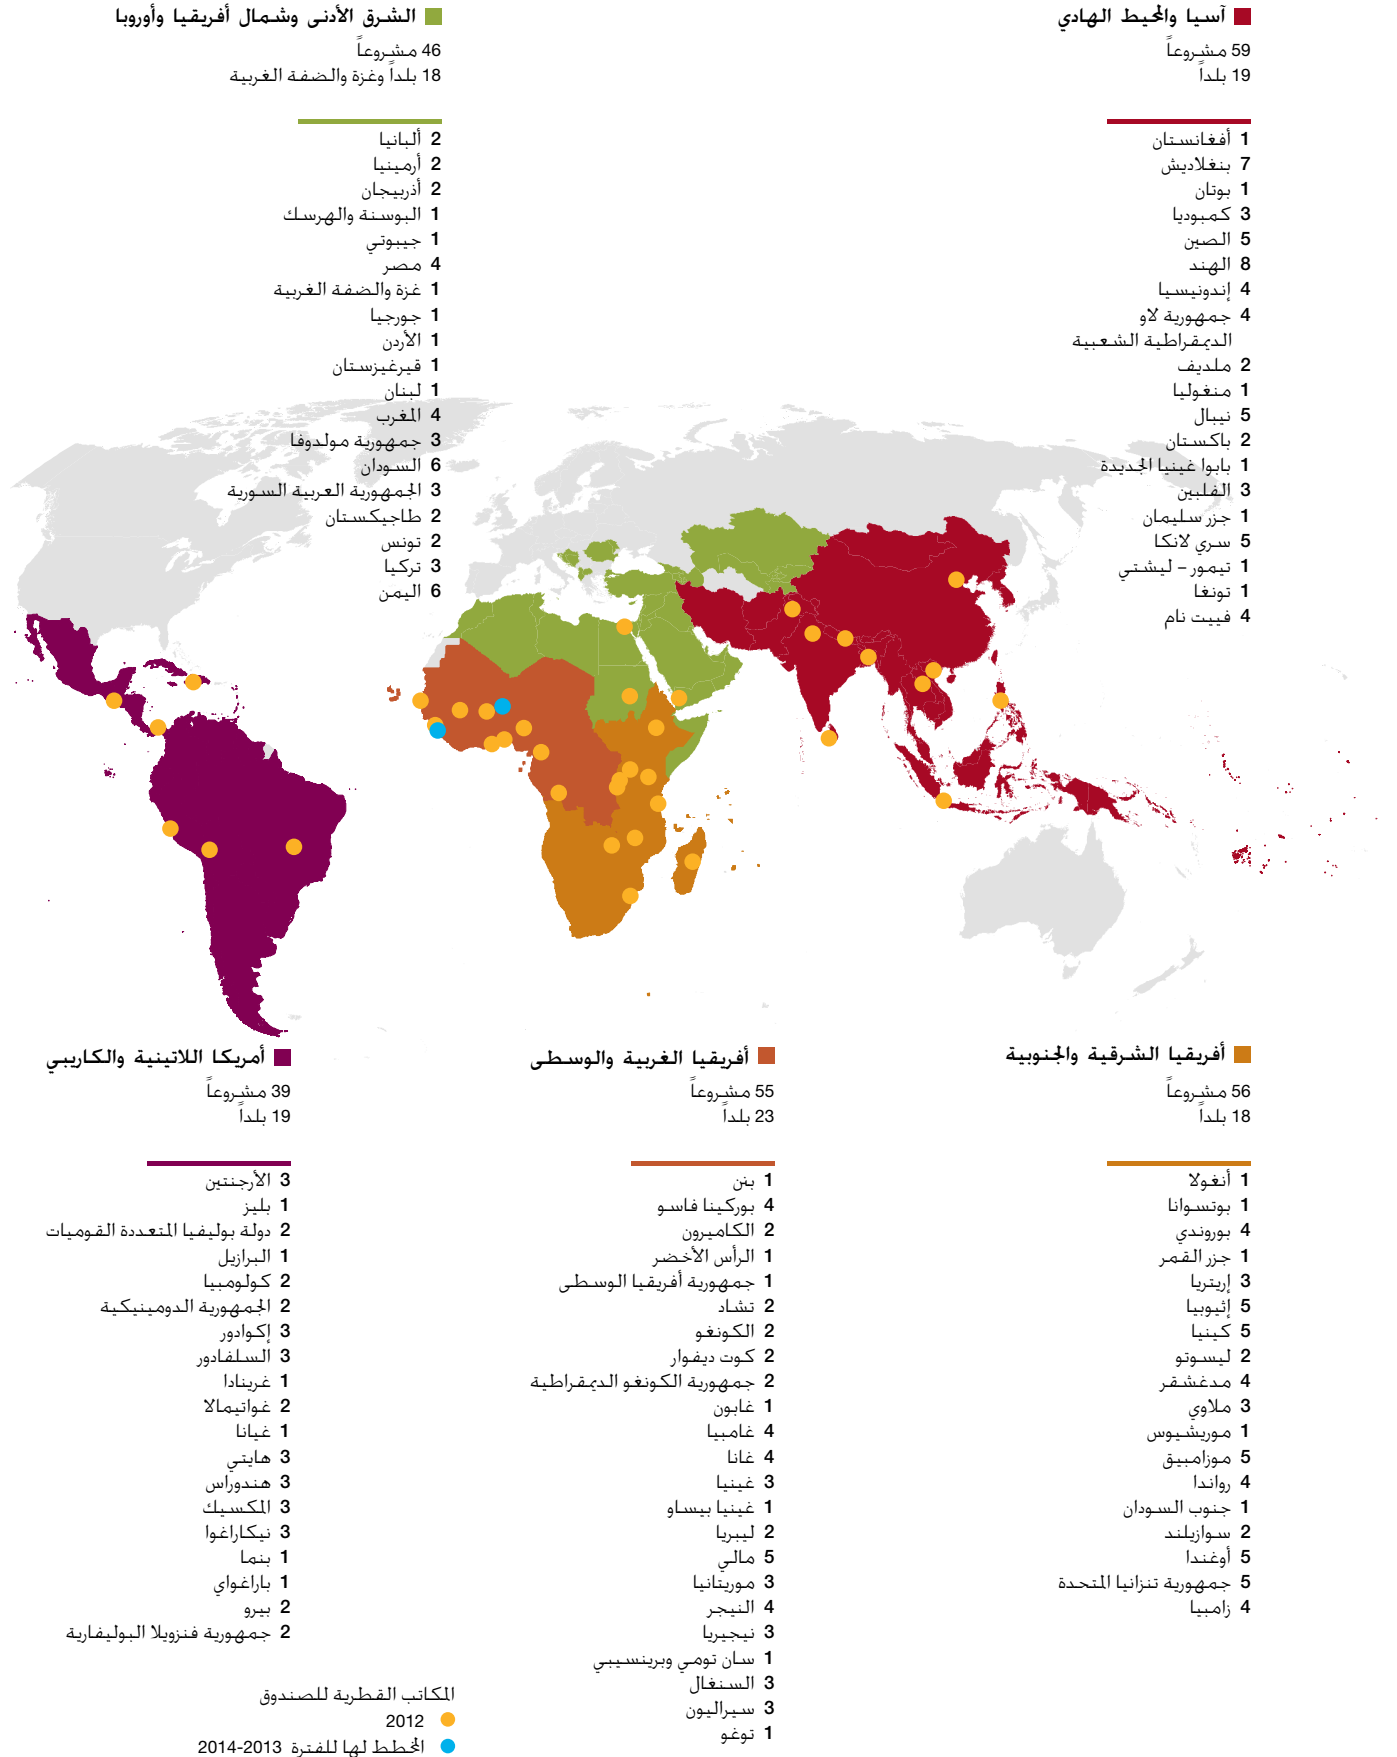 آسيا والمحيط الهادي
59 مشروعاً
19 بلداً
1 أفغانستان
7 بنغلاديش
1 بوتان
3 كمبوديا
5 الصين
8 الهند
4 إندونيسيا
4 جمهورية لاو
الديمقراطية الشعبية
2 ملديف
1 منغوليا
5 نيبال
2 باكستان
1 بابوا غينيا الجديدة
3 الفلبين
1 جزر سليمان
5 سري لانكا
1 تيمور – ليشتي
1 تونغا
4 فييت نام
الشرق الأدنى وشمال أفريقيا وأوروبا
46 مشروعاً
18 بلداً وغزة والضفة الغربية
2 ألبانيا
2 أرمينيا
2 أذربيجان
1 البوسنة والهرسك
1 جيبوتي
4 مصر
1 غزة والضفة الغربية
1 جورجيا
1 الأردن
1 قيرغيزستان
1 لبنان
4 المغرب
3 جمهورية مولدوفا
6 السودان
3 الجمهورية العربية السورية
2 طاجيكستان
2 تونس
3 تركيا
6 اليمن
أفريقيا الشرقية والجنوبية
56 مشروعاً
18 بلداً
1 أنغولا
1 بوتسوانا
4 بوروندي
1 جزر القمر
3 إريتريا
5 إثيوبيا
5 كينيا
2 ليسوتو
4 مدغشقر
3 ملاوي
1 موريشيوس
5 موزامبيق
4 رواندا
1 جنوب السودان
2 سوازيلند
5 أوغندا
5 جمهورية تنزانيا المتحدة
4 زامبيا
أفريقيا الغربية والوسطى
55 مشروعاً
23 بلداً
1 بنن
4 بوركينا فاسو
2 الكاميرون
1 الرأس الأخضر
1 جمهورية أفريقيا الوسطى
2 تشاد
2 الكونغو
2 كوت ديفوار
2 جمهورية الكونغو الديمقراطية
1 غابون
4 غامبيا
4 غانا
3 غينيا
1 غينيا بيساو
2 ليبريا
5 مالي
3 موريتانيا
4 النيجر
3 نيجيريا
1 سان تومي وبرينسيبي
3 السنغال
3 سيراليون
1 توغو
أمريكا اللاتينية والكاريبي
39 مشروعاً
19 بلداً
3 الأرجنتين
1 بليز
2 دولة بوليفيا المتعددة القوميات
1 البرازيل
2 كولومبيا
2 الجمهورية الدومينيكية
3 إكوادور
3 السلفادور
1 غرينادا
2 غواتيمالا
1 غيانا
3 هايتي
3 هندوراس
3 المكسيك
3 نيكاراغوا
1 بنما
1 باراغواي
2 بيرو
2 جمهورية فنزويلا البوليفارية
المكاتب القطرية للصندوق
2012
المخطط لها للفترة 2013-2014